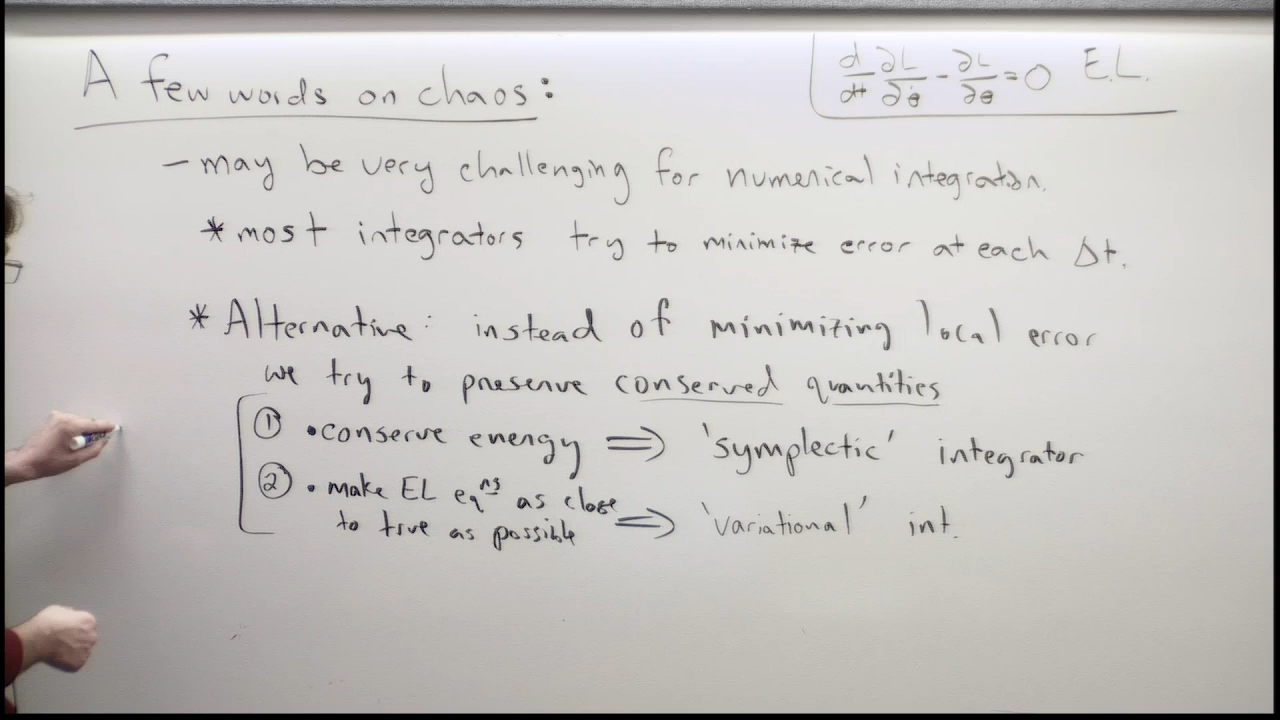 A few words on chaos:
d/dt ∂L/∂θ̇ - ∂L/∂θ = 0 E.L.
- may be very challenging for numerical integration.
* most integrators try to minimize error at each Δt.
* Alternative: instead of minimizing local error
we try to preserve conserved quantities
① • conserve energy ⇒ 'symplectic' integrator
② • make EL eqns as close
to true as possible ⇒ 'variational' int.